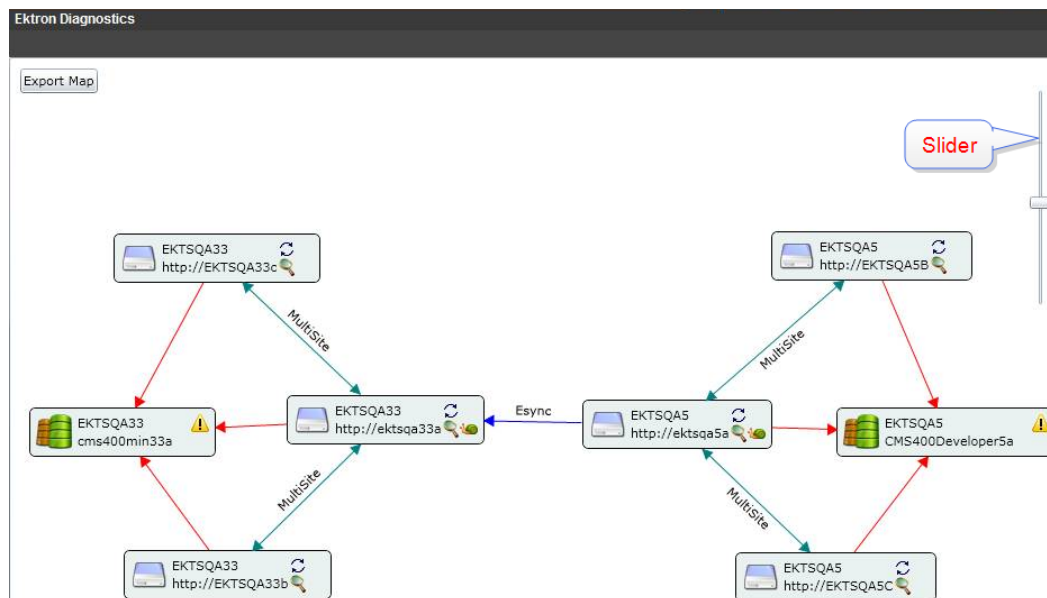 Ektron Diagnostics
Export Map
Slider
EKTSQA33
http://EKTSQA33c
EKTSQA5
http://EKTSQA5B
MultiSite
MultiSite
EKTSQA33
cms400min33a
EKTSQA33
http://ektsqa33a
Esync
EKTSQA5
http://ektsqa5a
EKTSQA5
CMS400Developer5a
MultiSite
MultiSite
EKTSQA33
http://EKTSQA33b
EKTSQA5
http://EKTSQA5C